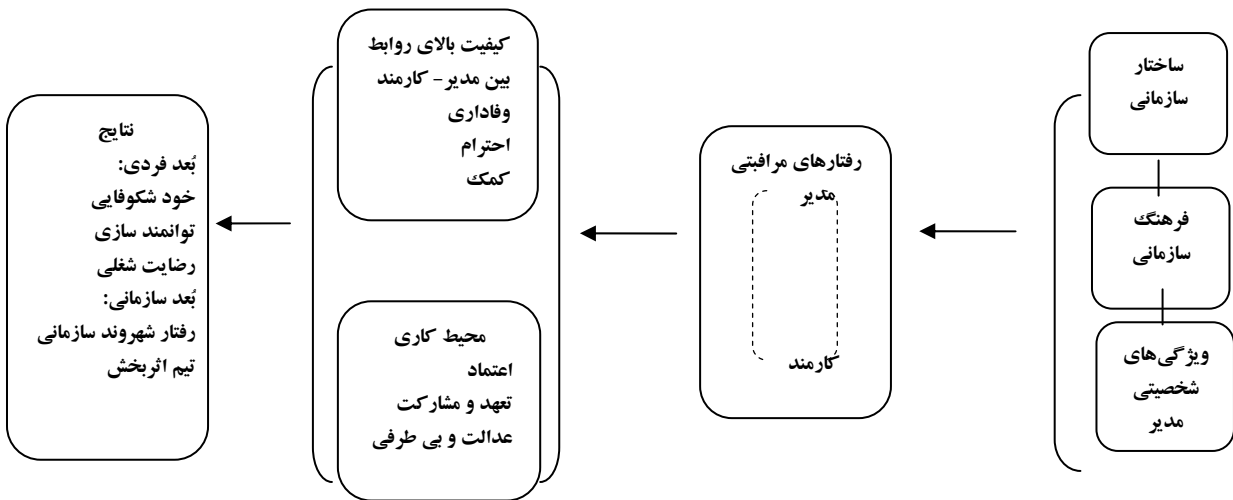 ساختار
سازمانی
فرهنگ
سازمانی
ویژگی‌های
شخصیتی
مدیر
رفتارهای مراقبتی
مدیر
کارمند
کیفیت بالای روابط
بین مدیر- کارمند
وفاداری
احترام
کمک
محیط کاری
اعتماد
تعهد و مشارکت
عدالت و بی طرفی
نتایج
بُعد فردی:
خود شکوفایی
توانمند سازی
رضایت شغلی
بُعد سازمانی:
رفتار شهروند سازمانی
تیم اثربخش